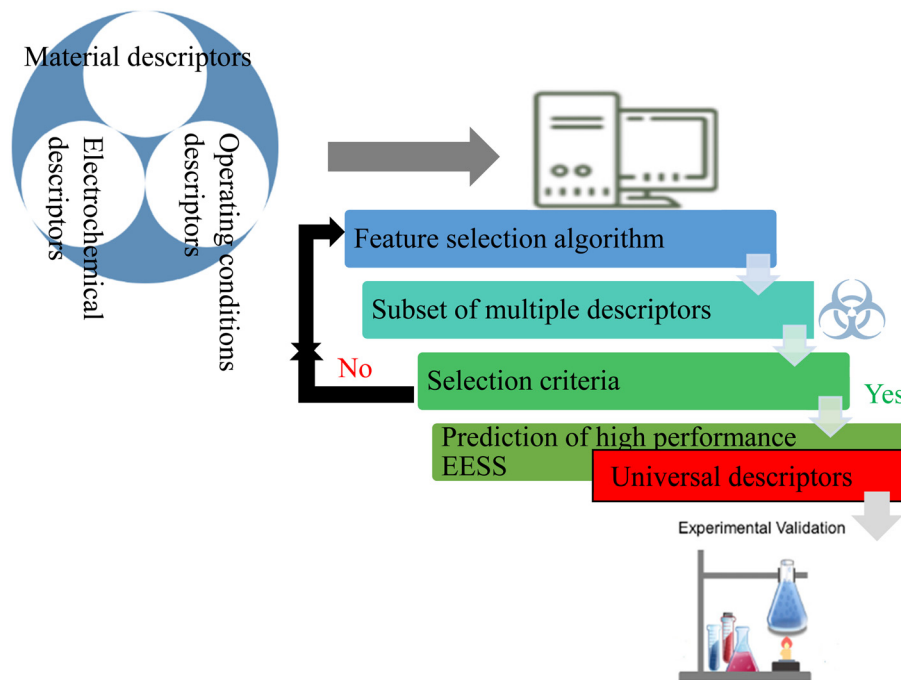 Material descriptors
Electrochemical
descriptors
Operating conditions
descriptors
Feature selection algorithm
Subset of multiple descriptors
No
Selection criteria
Yes
Prediction of high performance
EESS
Universal descriptors
Experimental Validation